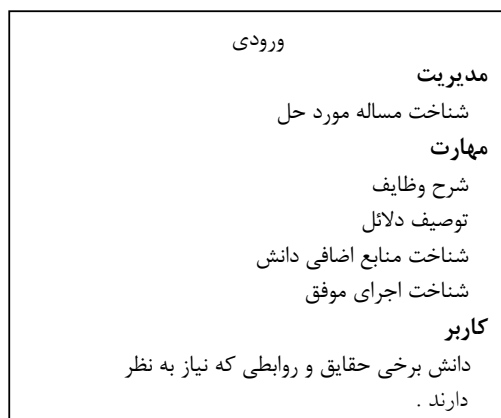 ورودی
مدیریت
شناخت مساله مورد حل
مهارت
شرح وظایف
توصیف دلائل
شناخت منابع اضافی دانش
شناخت اجرای موفق
کاربر
دانش برخی حقایق و روابطی که نیاز به نظر
دارند .